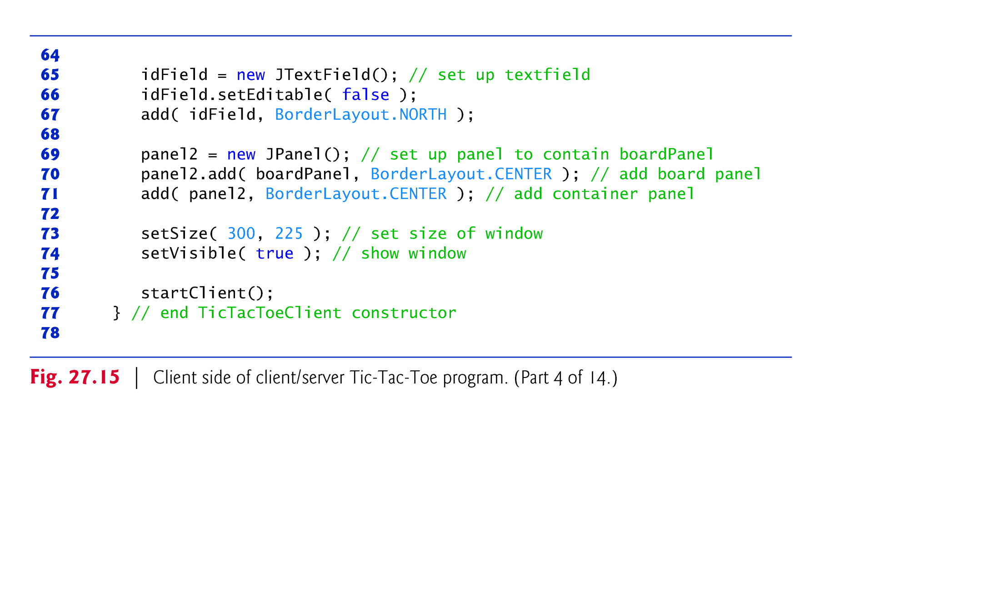 64
65 idField = new JTextField(); // set up textfield
66 idField.setEditable( false );
67 add( idField, BorderLayout.NORTH );
68
69 panel2 = new JPanel(); // set up panel to contain boardPanel
70 panel2.add( boardPanel, BorderLayout.CENTER ); // add board panel
71 add( panel2, BorderLayout.CENTER ); // add container panel
72
73 setSize( 300, 225 ); // set size of window
74 setVisible( true ); // show window
75
76 startClient();
77 } // end TicTacToeClient constructor
78
Fig. 27.15 | Client side of client/server Tic-Tac-Toe program. (Part 4 of 14.)